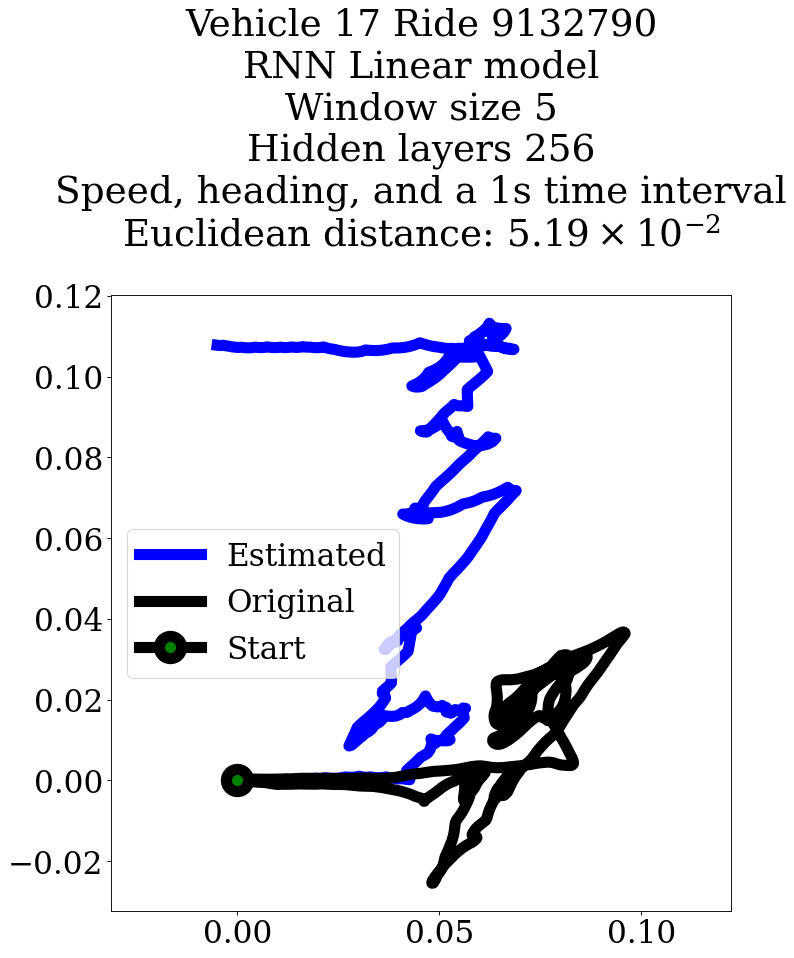 Vehicle 17 Ride 9132790
RNN Linear model
Window size 5
Hidden layers 256
Speed, heading, and a 1s time interval
Euclidean distance: 5.19 × 10⁻²
0.12
0.10
0.08
0.06
0.04
0.02
0.00
−0.02
Estimated
Original
Start
0.00 0.05 0.10